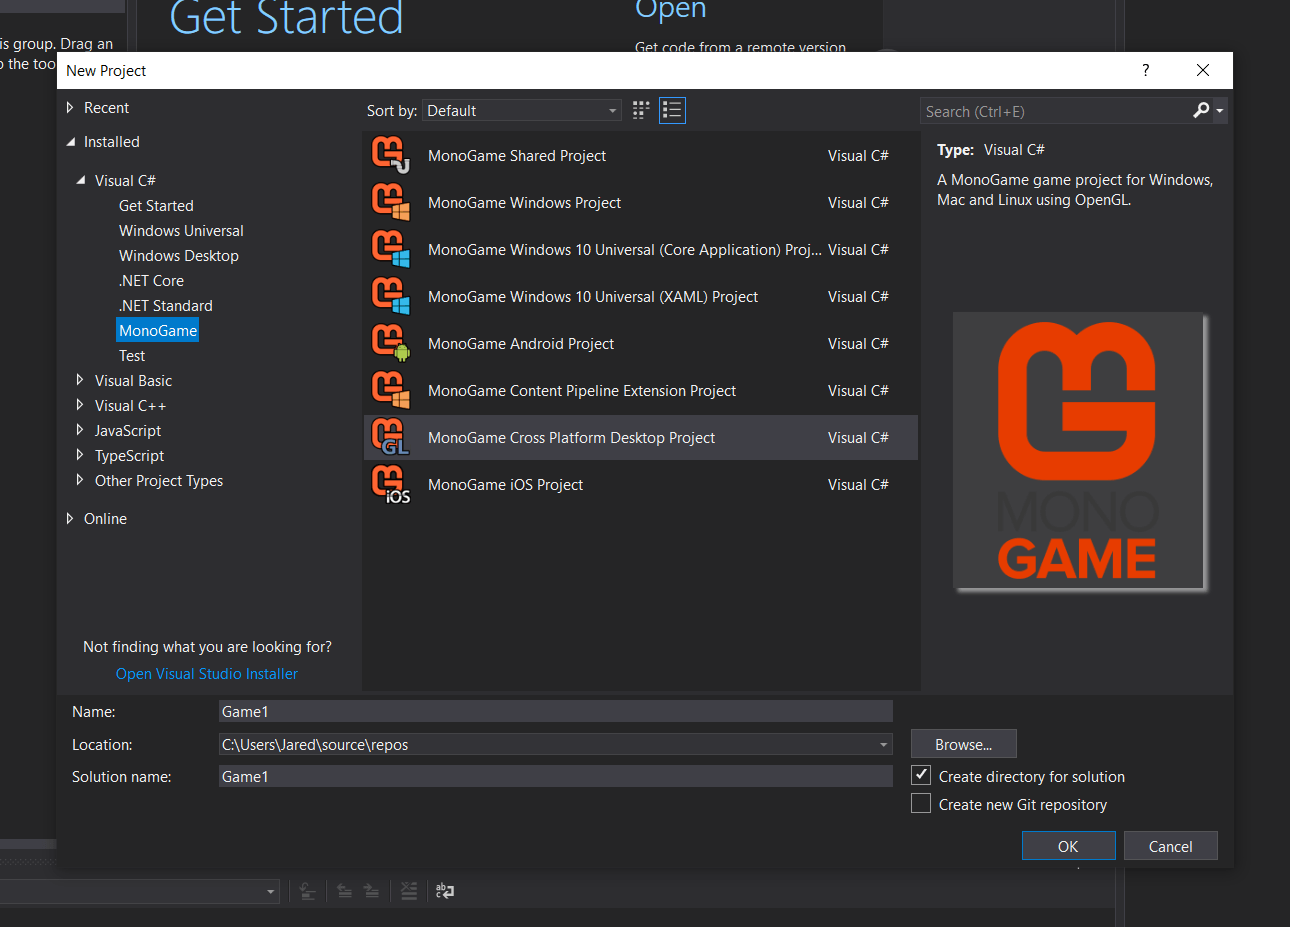 Get Started
Open
Get code from a remote version
is group. Drag an
o the too
New Project
?
Recent
Installed
Visual C#
Get Started
Windows Universal
Windows Desktop
.NET Core
.NET Standard
MonoGame
Test
Visual Basic
Visual C++
JavaScript
TypeScript
Other Project Types
Online
Not finding what you are looking for?
Open Visual Studio Installer
Sort by: Default
MonoGame Shared Project Visual C#
MonoGame Windows Project Visual C#
MonoGame Windows 10 Universal (Core Application) Proj... Visual C#
MonoGame Windows 10 Universal (XAML) Project Visual C#
MonoGame Android Project Visual C#
MonoGame Content Pipeline Extension Project Visual C#
GL MonoGame Cross Platform Desktop Project Visual C#
iOS MonoGame iOS Project Visual C#
Search (Ctrl+E)
Type: Visual C#
A MonoGame game project for Windows,
Mac and Linux using OpenGL.
MONO
GAME
Name: Game1
Location: C:\Users\Jared\source\repos Browse...
Solution name: Game1
Create directory for solution
Create new Git repository
OK Cancel
ab
c